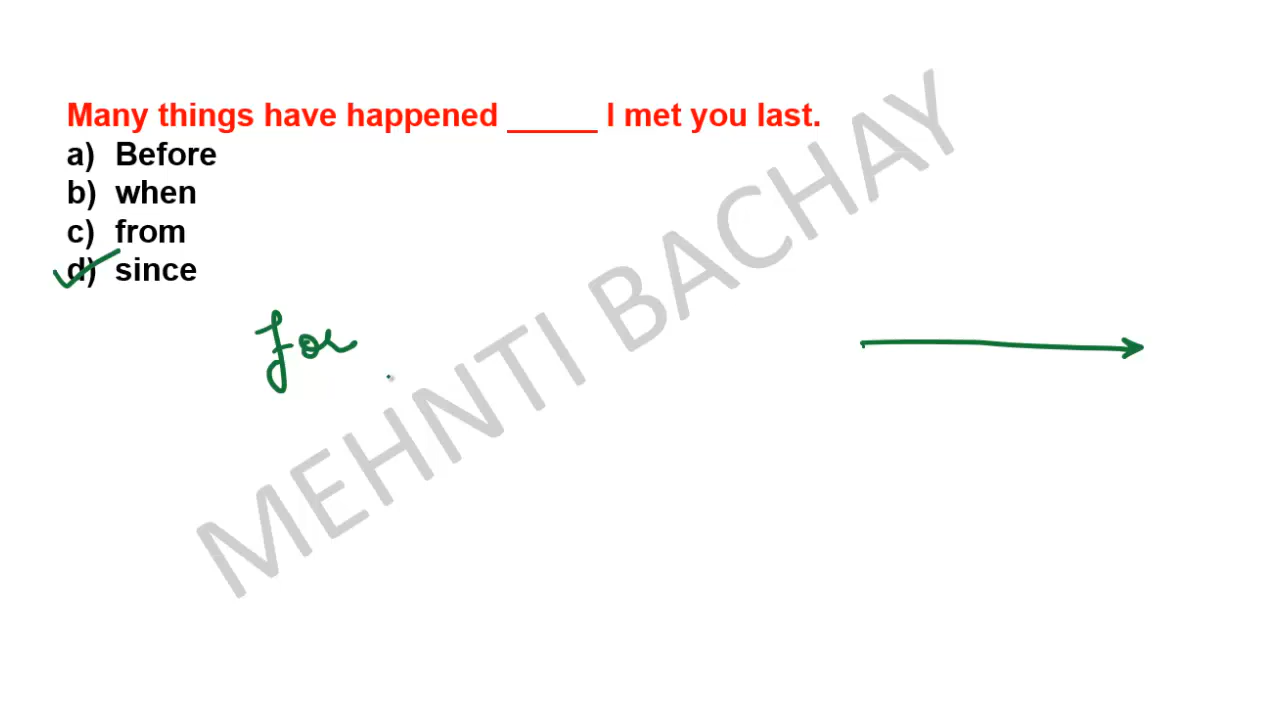 Many things have happened _____ I met you last.
a) Before
b) when
c) from
d) since
for
MEHNTI BACHAY